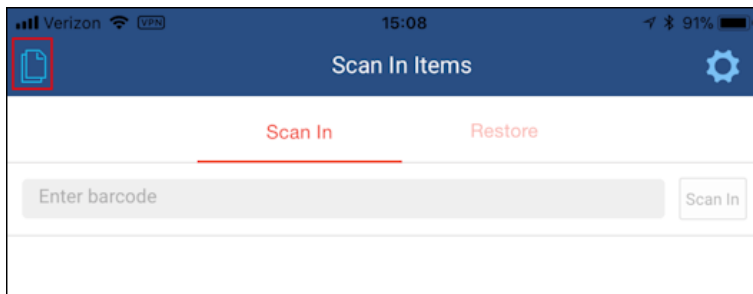 Verizon VPN 15:08 91%
Scan In Items
Scan In Restore
Enter barcode Scan In